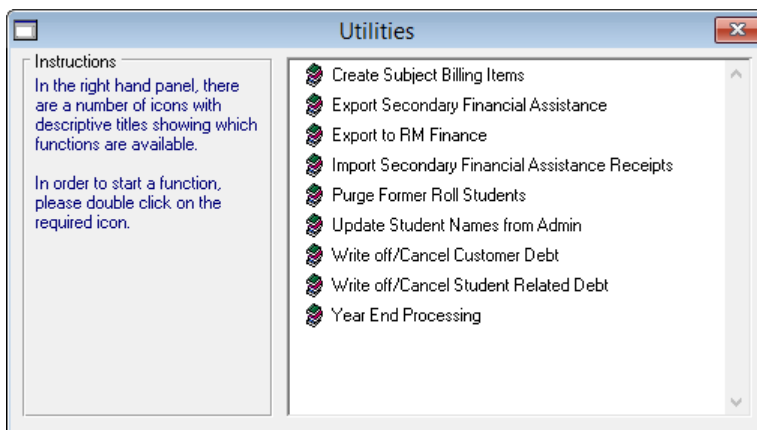 Utilities
Instructions
In the right hand panel, there
are a number of icons with
descriptive titles showing which
functions are available.
In order to start a function,
please double click on the
required icon.
Create Subject Billing Items
Export Secondary Financial Assistance
Export to RM Finance
Import Secondary Financial Assistance Receipts
Purge Former Roll Students
Update Student Names from Admin
Write off/Cancel Customer Debt
Write off/Cancel Student Related Debt
Year End Processing